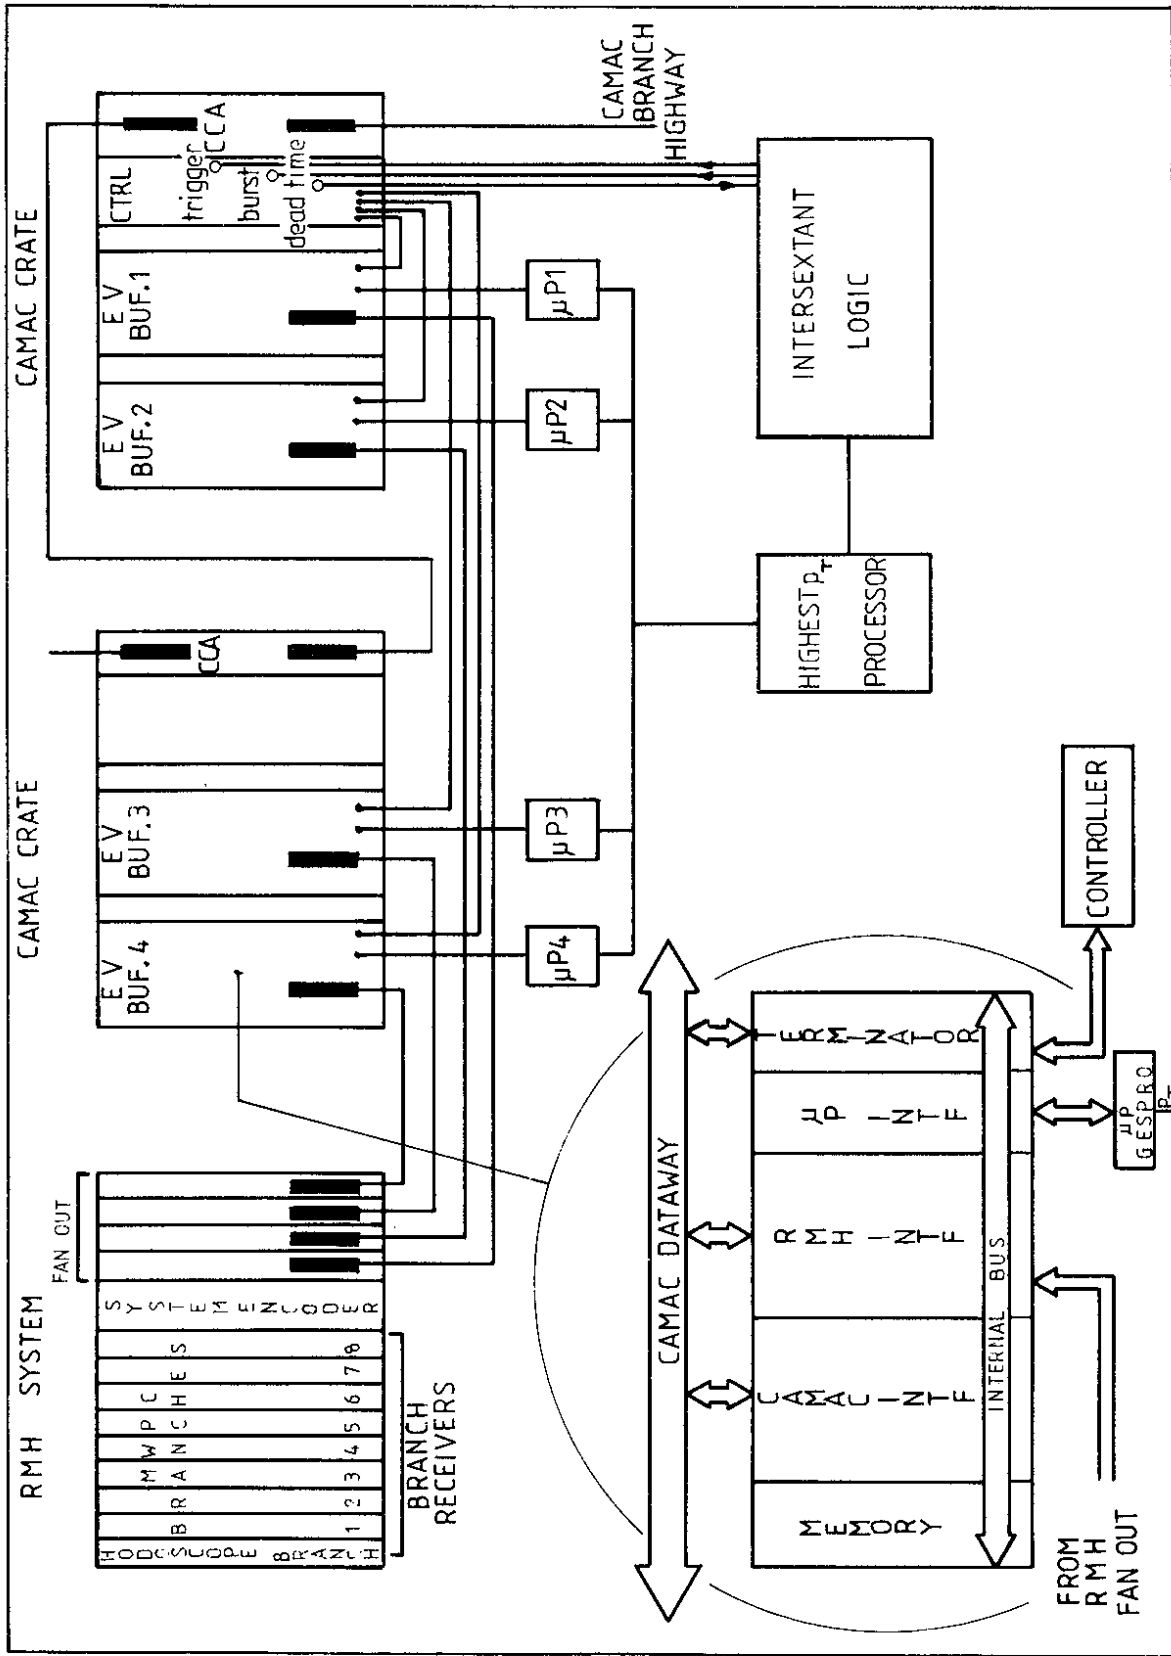 RMH SYSTEM
CAMAC CRATE
CAMAC CRATE
FAN OUT
HODOSCOPE BRANCH
MWPC
BRANCHES
1 2 3 4 5 6 7 8
SYSTEM ENCODER
BRANCH
RECEIVERS
EV
BUF.4
EV
BUF.3
CCA
EV
BUF.2
EV
BUF.1
CTRL
trigger
burst
dead time
CCA
CAMAC
BRANCH
HIGHWAY
μP4
μP3
μP2
μP1
HIGHEST pT
PROCESSOR
INTERSEXTANT
LOGIC
CAMAC DATAWAY
MEMORY
CAMAC INTF
RMH INTF
μP INTF
TERMINATOR
INTERNAL BUS
FROM
RMH
FAN OUT
μP
GESPRO
PT
CONTROLLER